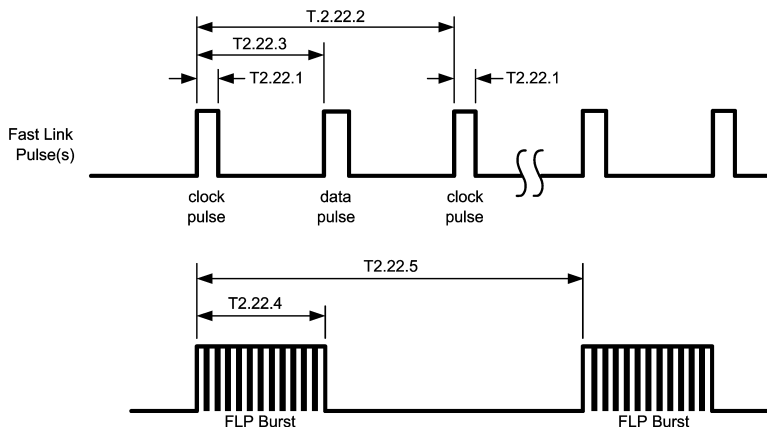 T.2.22.2
T2.22.3
T2.22.1
T2.22.1
Fast Link
Pulse(s)
clock
pulse
data
pulse
clock
pulse
T2.22.5
T2.22.4
FLP Burst
FLP Burst